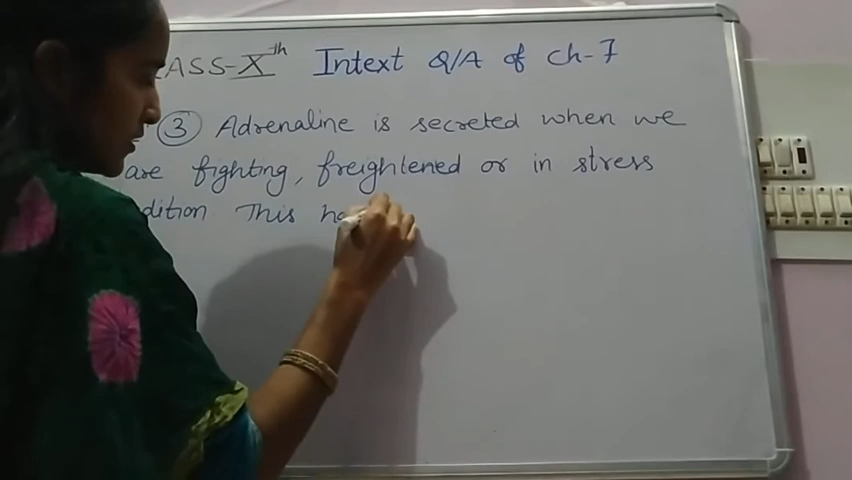 ASS-Xth Intext Q/A of Ch-7
③ Adrenaline is secreted when we
are fighting, freightened or in stress
dition This